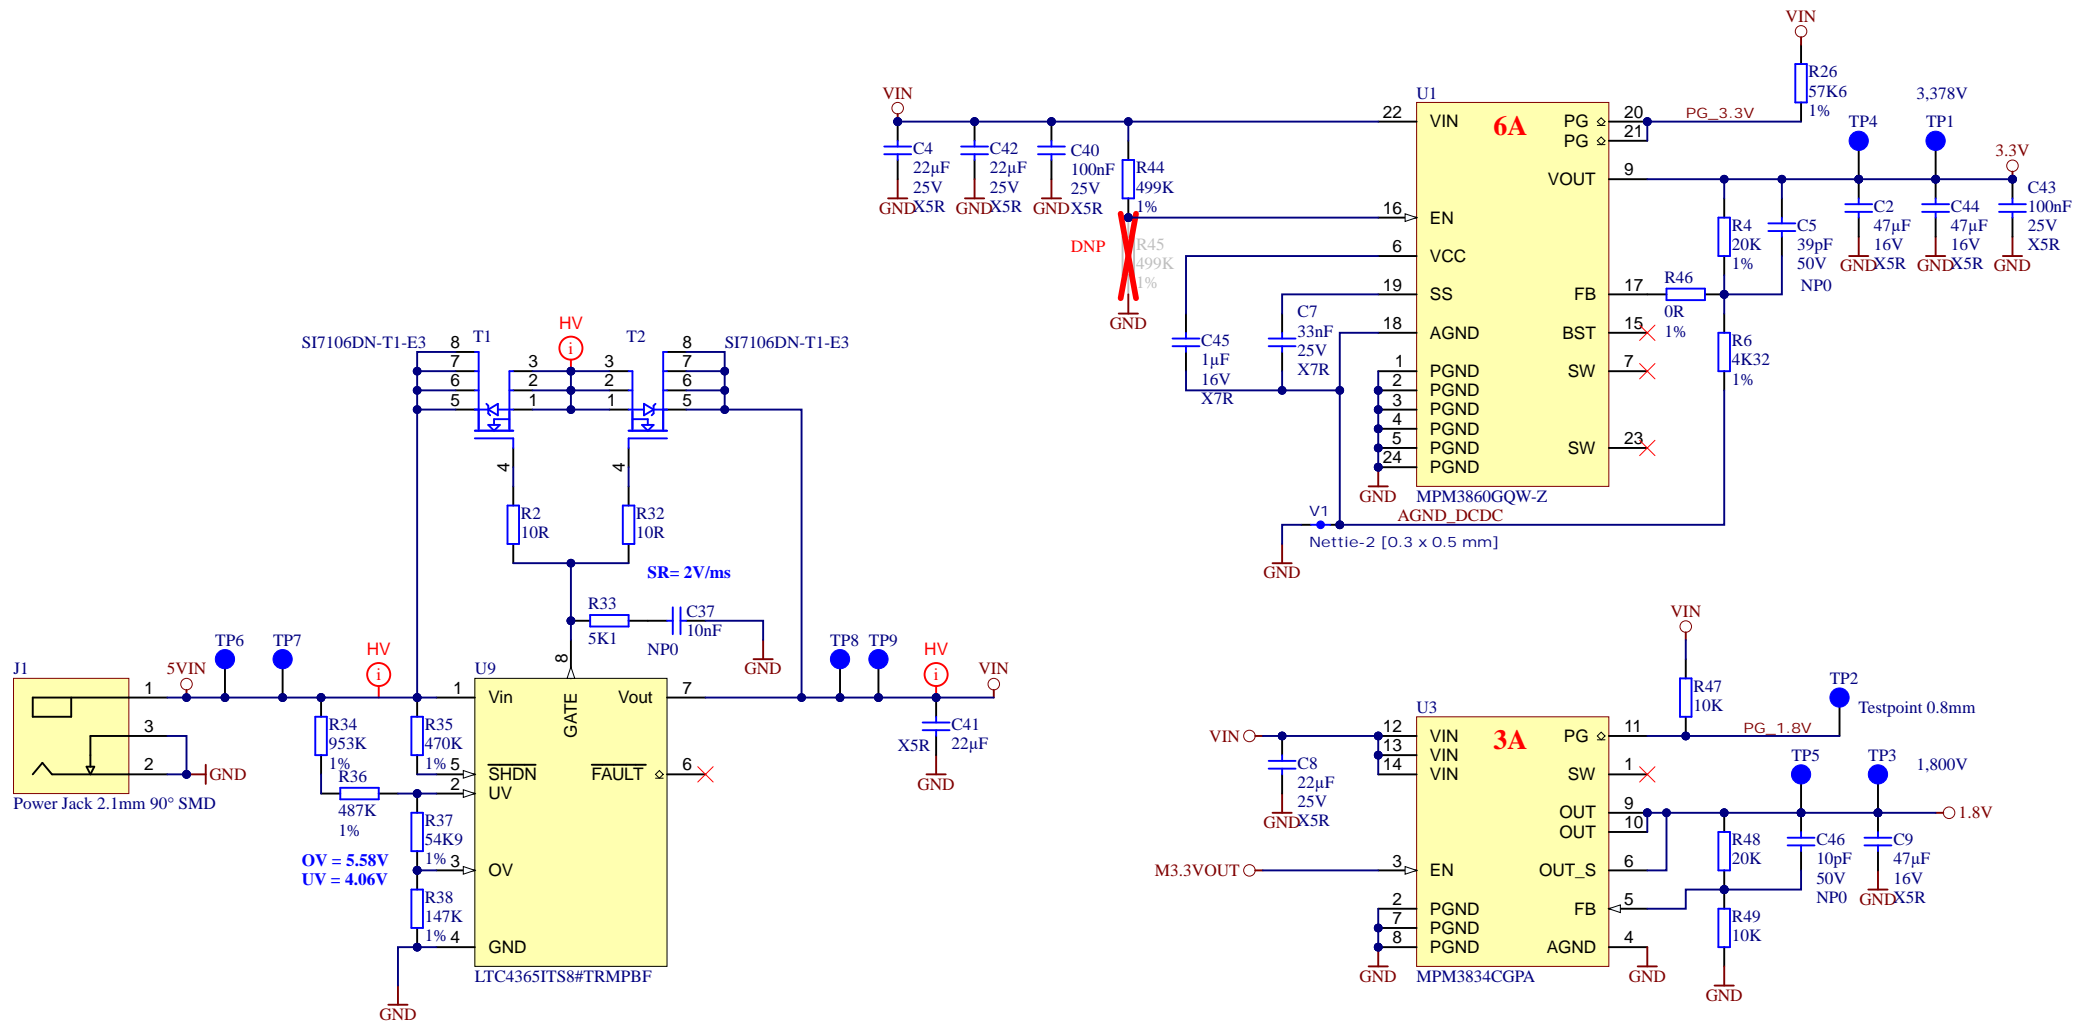 SI7106DN-T1-E3
T1
HV
i
T2
SI7106DN-T1-E3
8
7
6
5
3
2
1
3
2
1
8
7
6
5
4
4
R2
10R
R32
10R
SR= 2V/ms
R33
5K1
C37
10nF
NP0
GND
J1
1
3
2
Power Jack 2.1mm 90° SMD
5VIN
GND
TP6
TP7
HV
i
R34
953K
1%
R35
470K
1%
R36
487K
1%
R37
54K9
1%
R38
147K
1%
OV = 5.58V
UV = 4.06V
GND
U9
1
Vin
5
SHDN
2
UV
3
OV
4
GND
8
GATE
Vout
7
FAULT
6
LTC4365ITS8#TRMPBF
TP8
TP9
HV
i
VIN
C41
22µF
X5R
GND
VIN
C4
22µF
25V
X5R
GND
C42
22µF
25V
X5R
GND
C40
100nF
25V
X5R
GND
R44
499K
1%
DNP
R45
499K
1%
GND
C45
1µF
16V
X7R
C7
33nF
25V
X7R
U1
6A
22
VIN
16
EN
6
VCC
19
SS
18
AGND
1
PGND
2
PGND
3
PGND
4
PGND
5
PGND
24
PGND
GND
PG
20
PG
21
VOUT
9
FB
17
BST
15
SW
7
SW
23
MPM3860GQW-Z
AGND_DCDC
V1
Nettie-2 [0.3 x 0.5 mm]
GND
PG_3.3V
VIN
R26
57K6
1%
3,378V
TP4
TP1
3.3V
R4
20K
1%
C5
39pF
50V
NP0
R46
0R
1%
R6
4K32
1%
C2
47µF
16V
X5R
GND
C44
47µF
16V
X5R
GND
C43
100nF
25V
X5R
GND
VIN
C8
22µF
25V
X5R
GND
M3.3VOUT
U3
3A
12
VIN
13
VIN
14
VIN
3
EN
2
PGND
7
PGND
8
PGND
GND
PG
11
SW
1
OUT
9
OUT
10
OUT_S
6
FB
5
AGND
4
GND
MPM3834CGPA
VIN
R47
10K
PG_1.8V
TP2
Testpoint 0.8mm
TP5
TP3
1,800V
1.8V
R48
20K
C46
10pF
50V
NP0
C9
47µF
16V
X5R
GND
R49
10K
GND